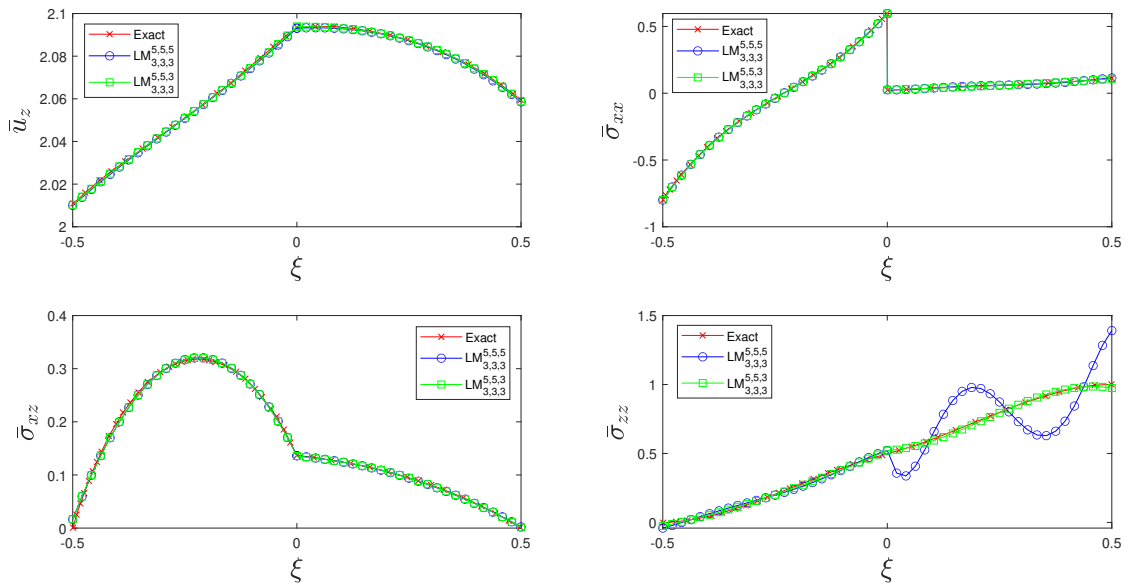 2.1
2.08
2.06
2.04
2.02
2
-0.5
0
0.5
ξ
ū_z
Exact
LM^{5,5,5}_{3,3,3}
LM^{5,5,3}_{3,3,3}
0.5
0
-0.5
-1
-0.5
0
0.5
ξ
σ̄_{xx}
Exact
LM^{5,5,5}_{3,3,3}
LM^{5,5,3}_{3,3,3}
0.4
0.3
0.2
0.1
0
-0.5
0
0.5
ξ
σ̄_{xz}
Exact
LM^{5,5,5}_{3,3,3}
LM^{5,5,3}_{3,3,3}
1.5
1
0.5
0
-0.5
0
0.5
ξ
σ̄_{zz}
Exact
LM^{5,5,5}_{3,3,3}
LM^{5,5,3}_{3,3,3}